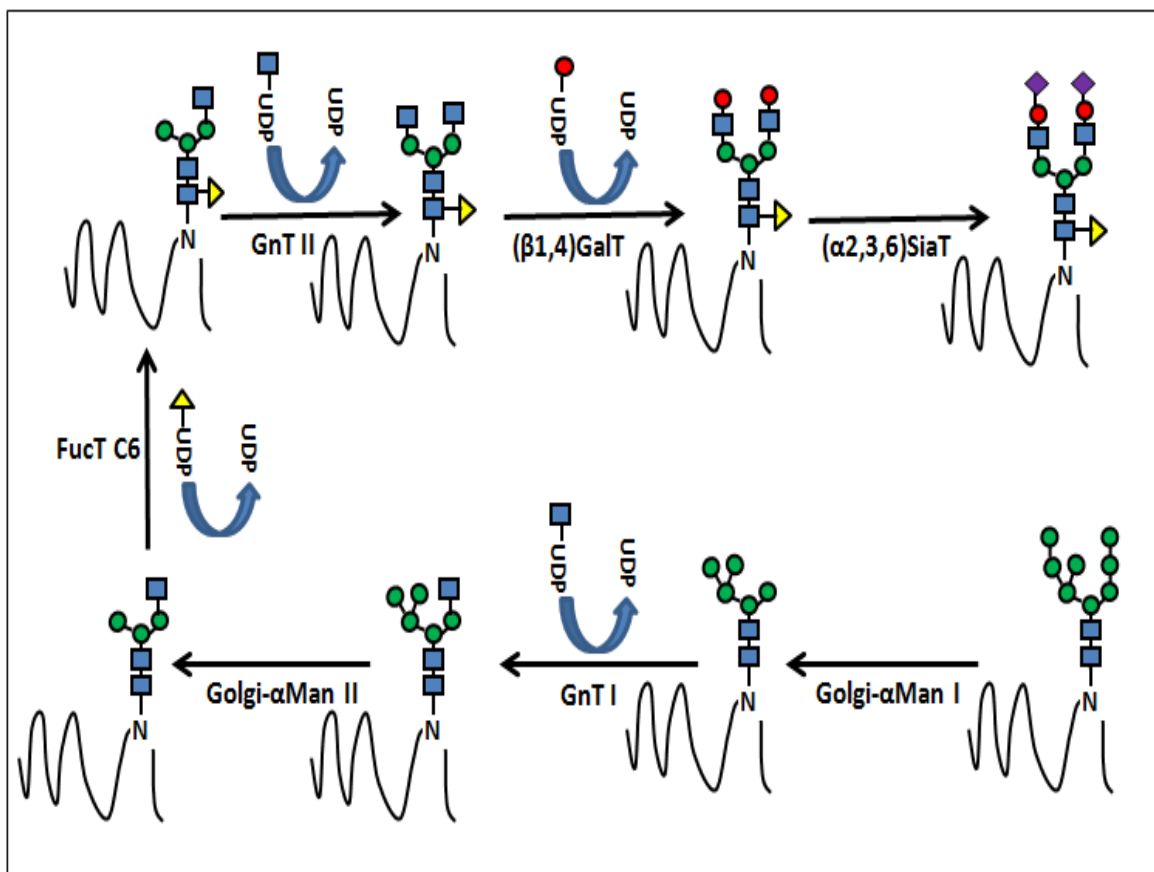 UDP
UDP
UDP
UDP
N
GnT II
N
(β1,4)GalT
N
(α2,3,6)SiaT
N
FucT C6
UDP
UDP
UDP
UDP
N
Golgi-αMan II
N
GnT I
N
Golgi-αMan I
N